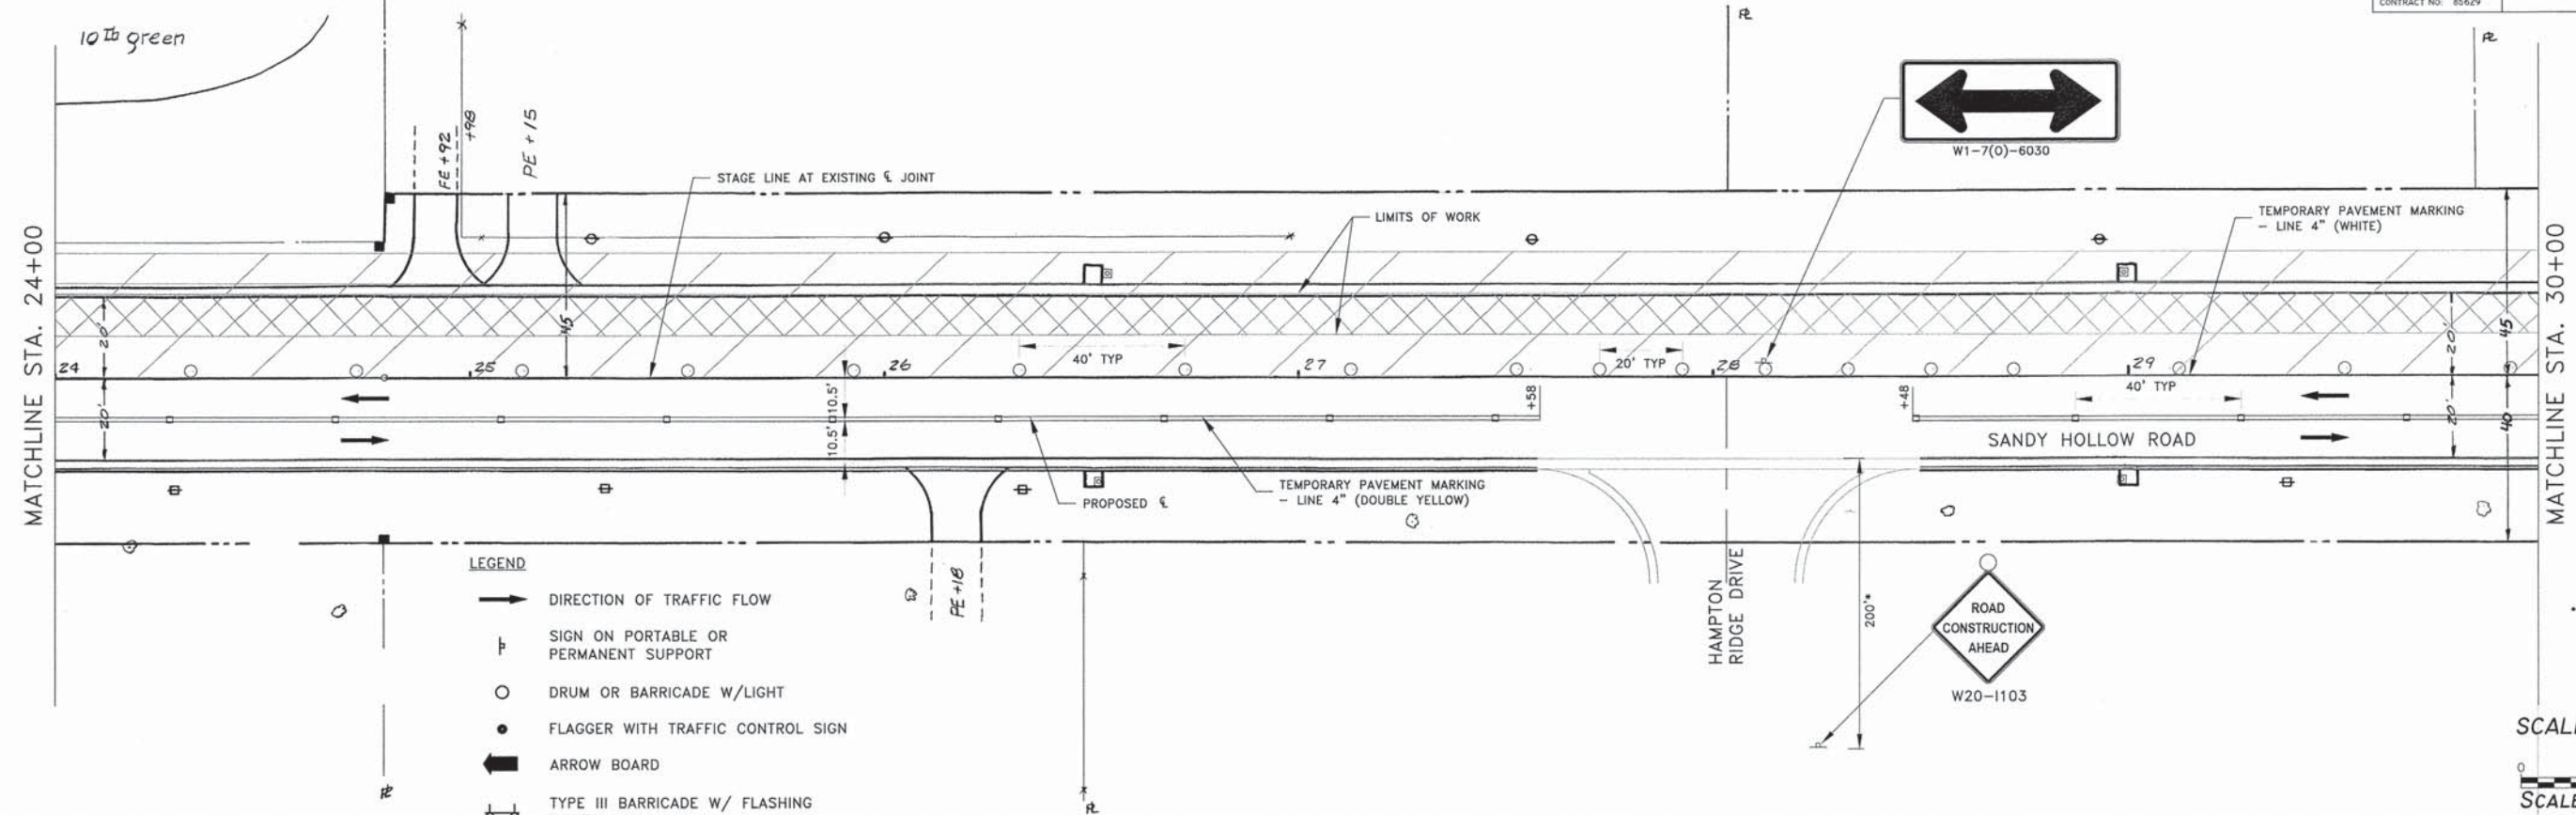 CONTRACT NO: 85629
10th green
FE +92
+98
PE +15
STAGE LINE AT EXISTING ℄ JOINT
W1-7(O)-6030
LIMITS OF WORK
TEMPORARY PAVEMENT MARKING
- LINE 4" (WHITE)
MATCHLINE STA. 24+00
MATCHLINE STA. 30+00
20'
45
20'
45
24
25
26
40' TYP
27
20' TYP
28
29
40' TYP
20'
10.5'
10.5'
+58
+48
20'
40
SANDY HOLLOW ROAD
PROPOSED ℄
TEMPORARY PAVEMENT MARKING
- LINE 4" (DOUBLE YELLOW)
PE +18
HAMPTON
RIDGE DRIVE
200'*
ROAD
CONSTRUCTION
AHEAD
W20-I103
LEGEND
DIRECTION OF TRAFFIC FLOW
SIGN ON PORTABLE OR
PERMANENT SUPPORT
DRUM OR BARRICADE W/LIGHT
FLAGGER WITH TRAFFIC CONTROL SIGN
ARROW BOARD
TYPE III BARRICADE W/ FLASHING
0